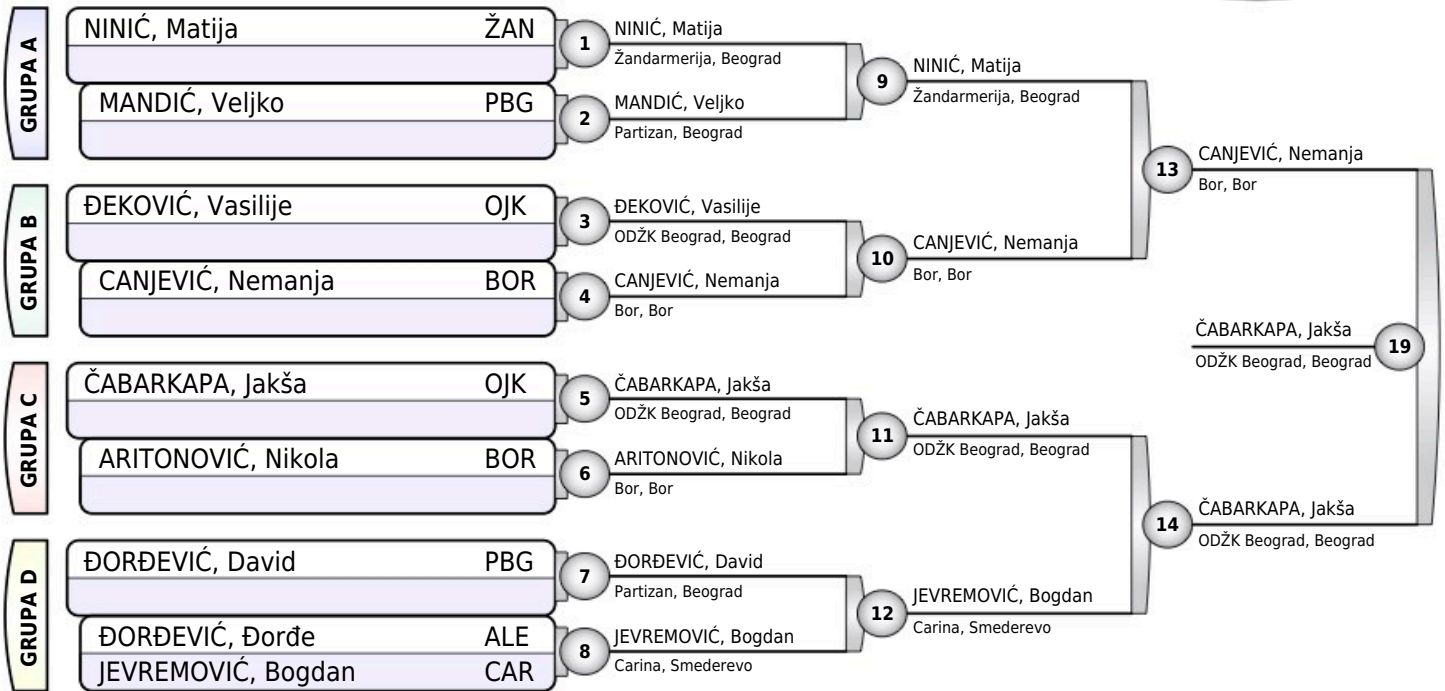 GRUPA A
NINIĆ, Matija ŽAN
MANDIĆ, Veljko PBG
GRUPA B
ĐEKOVIĆ, Vasilije OJK
CANJEVIĆ, Nemanja BOR
GRUPA C
ČABARKAPA, Jakša OJK
ARITONOVIĆ, Nikola BOR
GRUPA D
ĐORĐEVIĆ, David PBG
ĐORĐEVIĆ, Đorđe ALE
JEVREMOVIĆ, Bogdan CAR
1
NINIĆ, Matija
Žandarmerija, Beograd
2
MANDIĆ, Veljko
Partizan, Beograd
3
ĐEKOVIĆ, Vasilije
ODŽK Beograd, Beograd
4
CANJEVIĆ, Nemanja
Bor, Bor
5
ČABARKAPA, Jakša
ODŽK Beograd, Beograd
6
ARITONOVIĆ, Nikola
Bor, Bor
7
ĐORĐEVIĆ, David
Partizan, Beograd
8
JEVREMOVIĆ, Bogdan
Carina, Smederevo
9
NINIĆ, Matija
Žandarmerija, Beograd
10
CANJEVIĆ, Nemanja
Bor, Bor
11
ČABARKAPA, Jakša
ODŽK Beograd, Beograd
12
JEVREMOVIĆ, Bogdan
Carina, Smederevo
13
CANJEVIĆ, Nemanja
Bor, Bor
14
ČABARKAPA, Jakša
ODŽK Beograd, Beograd
ČABARKAPA, Jakša
ODŽK Beograd, Beograd
19